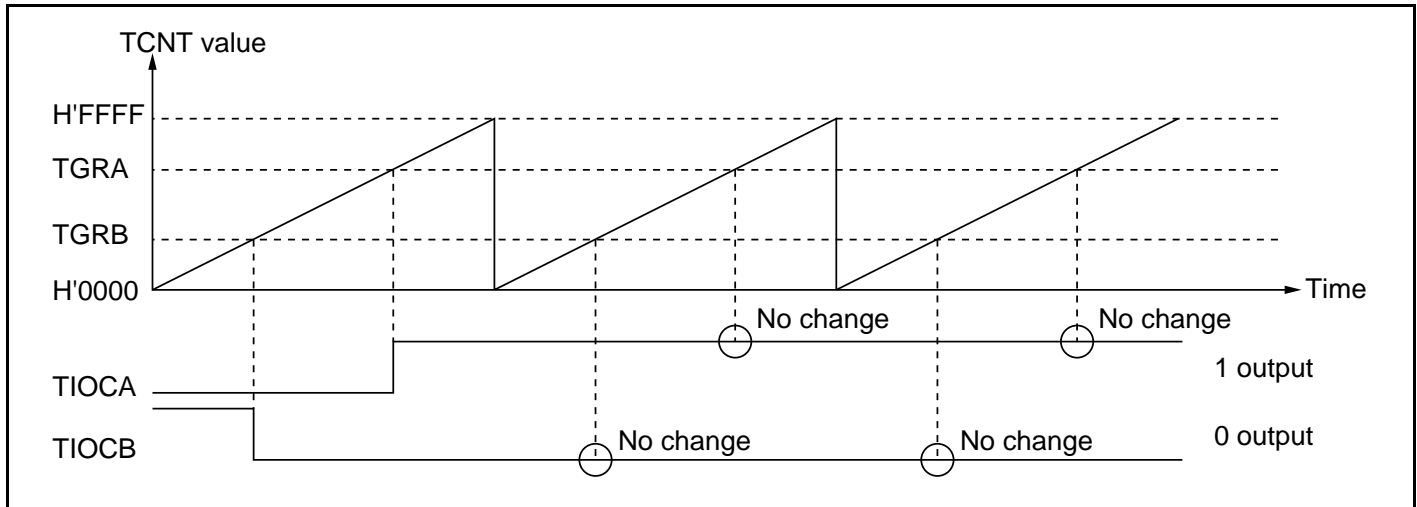 TCNT value
H'FFFF
TGRA
TGRB
H'0000
Time
No change
No change
TIOCA
1 output
No change
No change
TIOCB
0 output